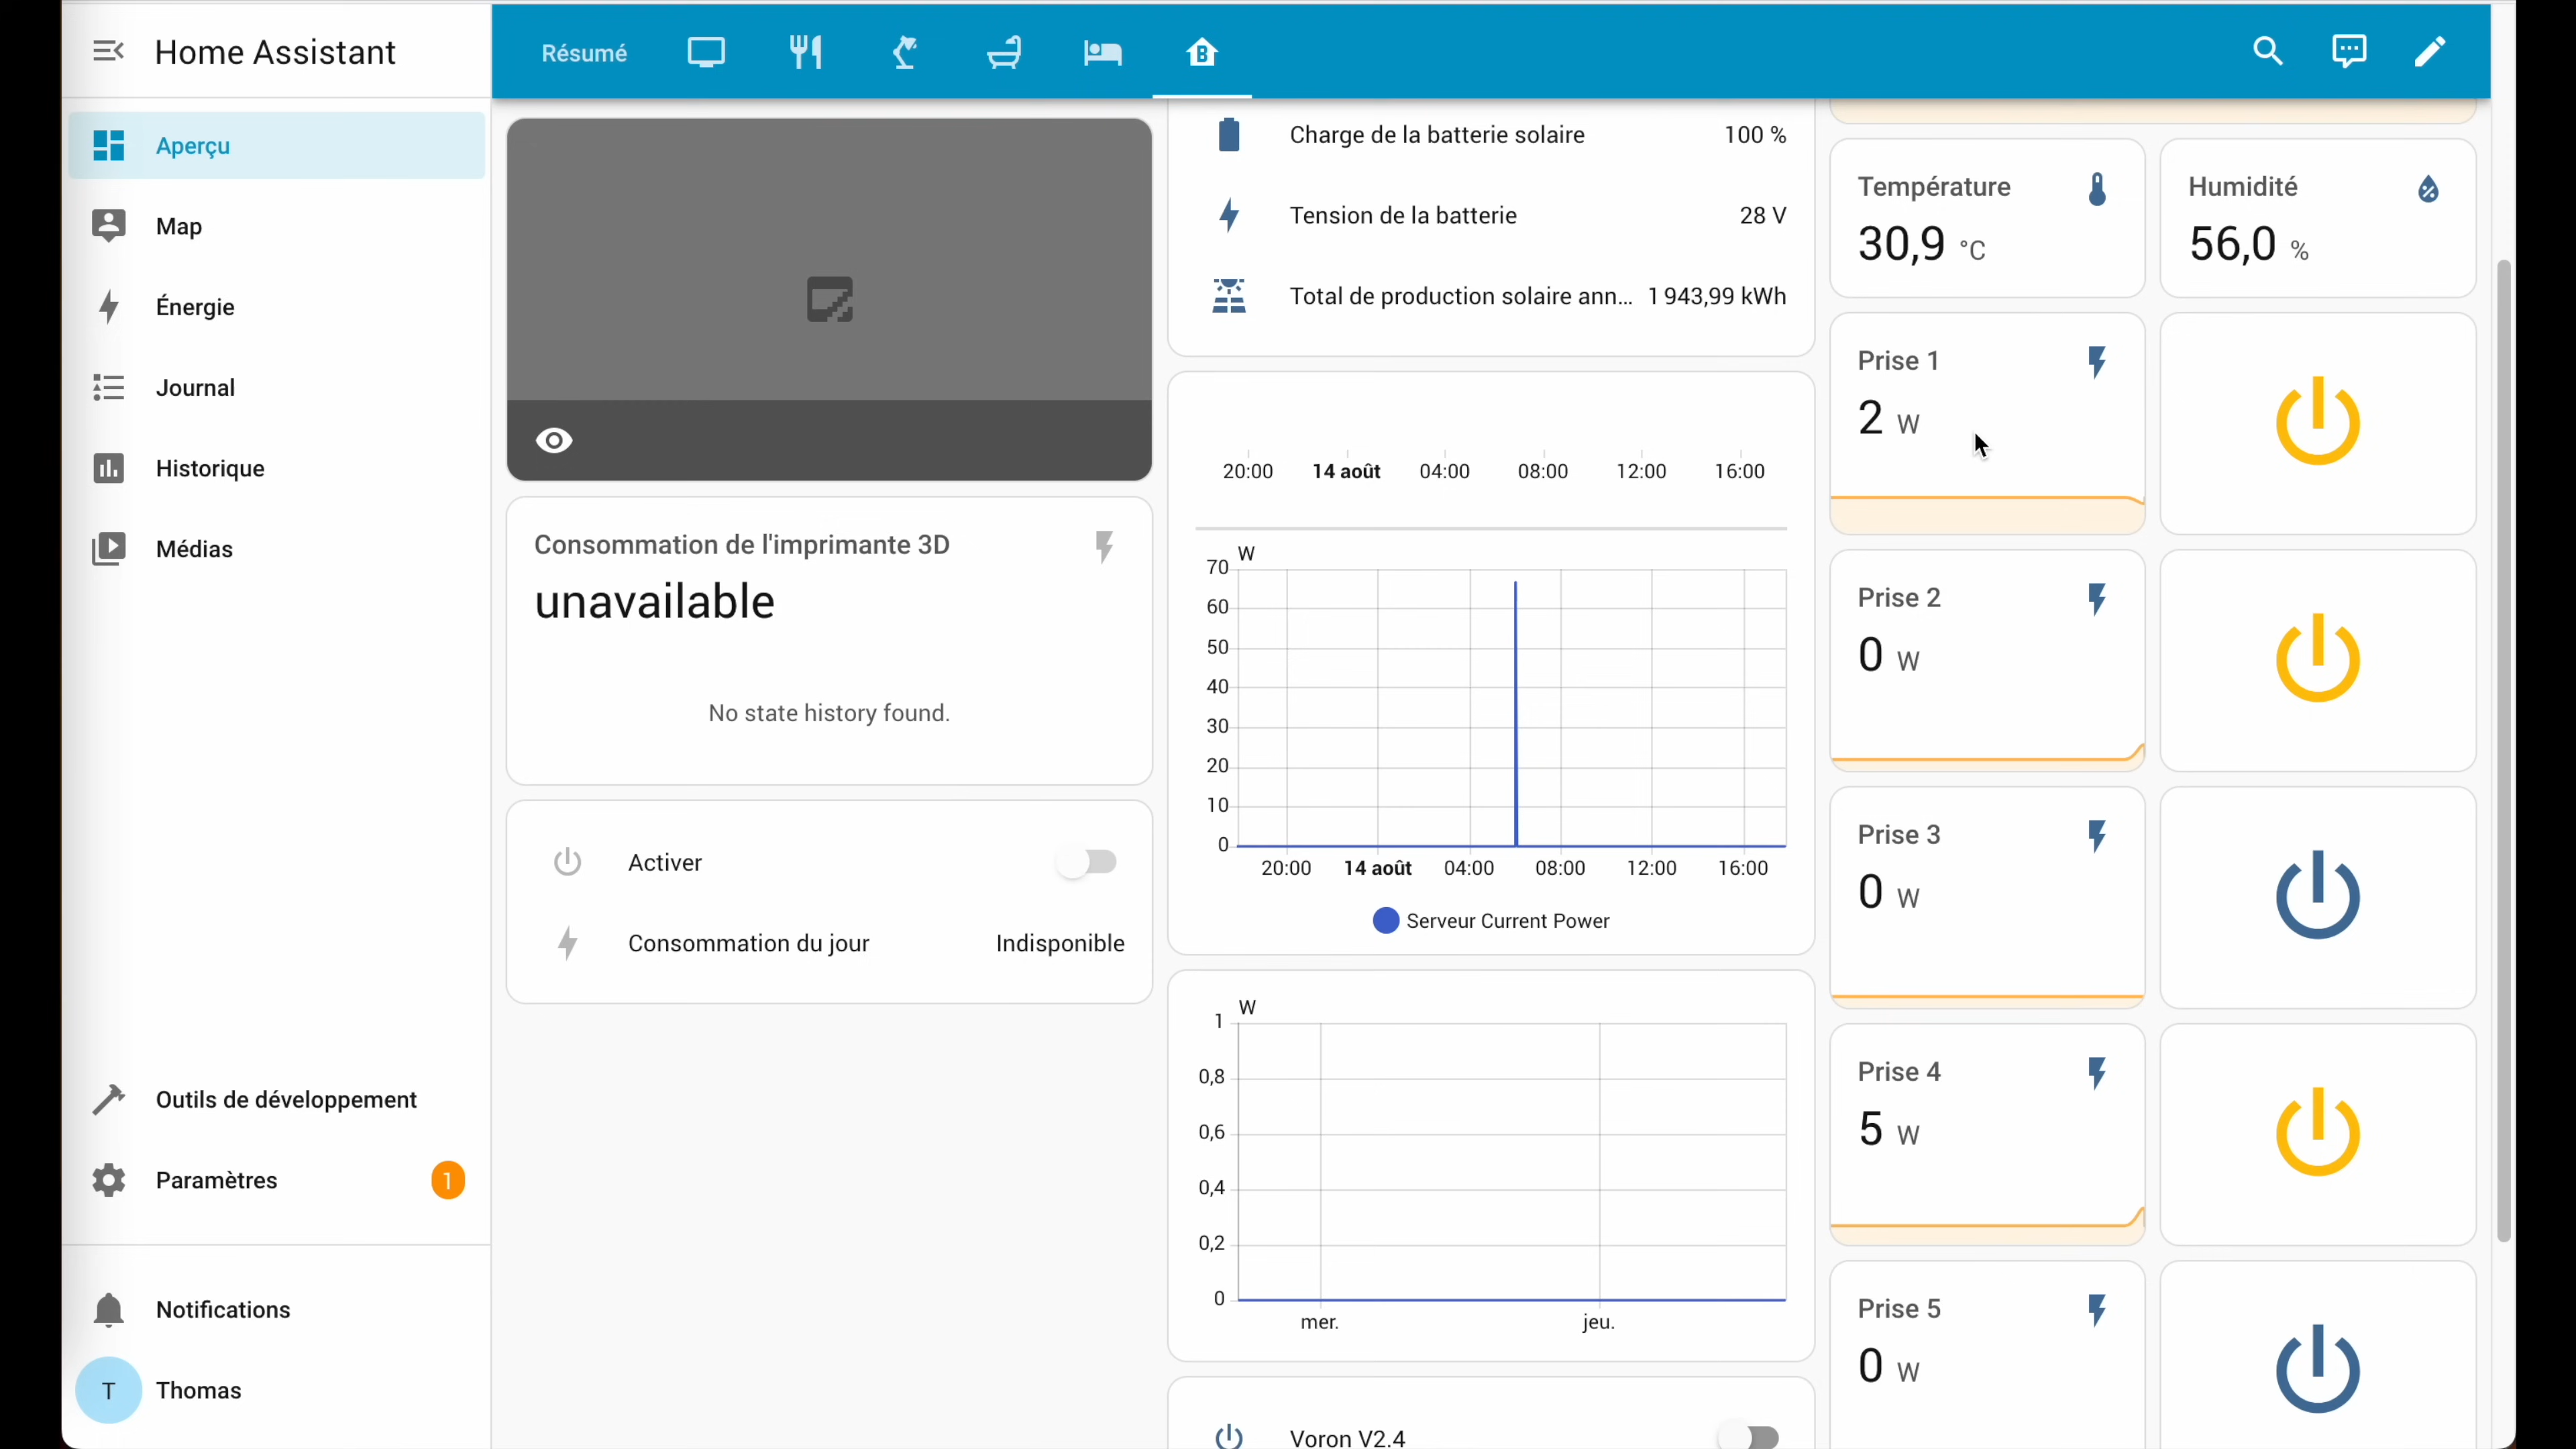 Home Assistant
Résumé
B
Aperçu
Map
Énergie
Journal
Historique
Médias
Outils de développement
Paramètres
1
Notifications
T
Thomas
Consommation de l'imprimante 3D
unavailable
No state history found.
Activer
Consommation du jour Indisponible
Charge de la batterie solaire 100 %
Tension de la batterie 28 V
Total de production solaire ann... 1 943,99 kWh
20:00 14 août 04:00 08:00 12:00 16:00
W
70
60
50
40
30
20
10
0
20:00 14 août 04:00 08:00 12:00 16:00
Serveur Current Power
W
1
0,8
0,6
0,4
0,2
0
mer. jeu.
Voron V2.4
Température
30,9 °C
Humidité
56,0 %
Prise 1
2 W
Prise 2
0 W
Prise 3
0 W
Prise 4
5 W
Prise 5
0 W